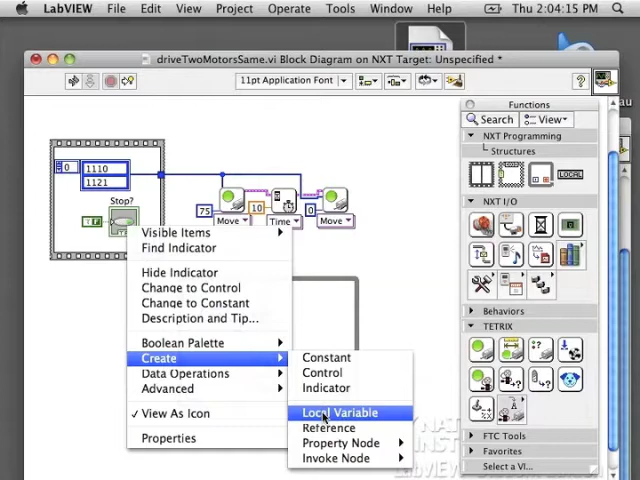 LabVIEW File Edit View Project Operate Tools Window Thu 2:04:15 PM
driveTwoMotorsSame.vi Block Diagram on NXT Target: Unspecified *
11pt Application Font
?
Functions
Search View
NXT Programming
Structures
LOCAL
NXT I/O
Behaviors
TETRIX
FTC Tools
Favorites
Select a VI...
0 1110
1121
Stop?
TF
75 10 0
Move Time Move
Visible Items
Find Indicator
Hide Indicator
Change to Control
Change to Constant
Description and Tip...
Boolean Palette
Create
Data Operations
Advanced
✓ View As Icon
Properties
Constant
Control
Indicator
Local Variable
Reference
Property Node
Invoke Node